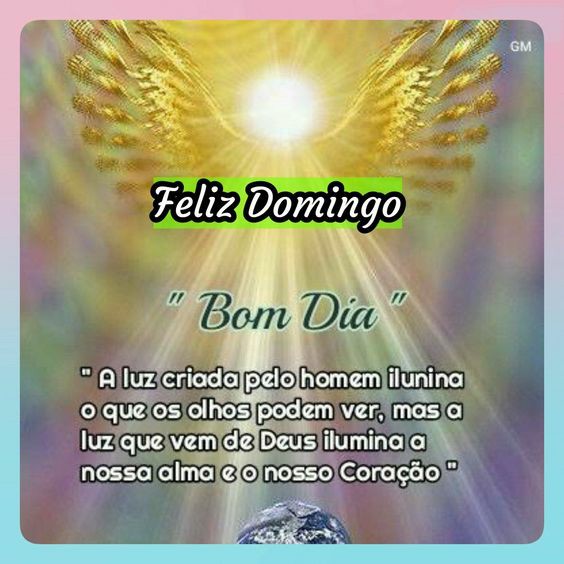 GM
Feliz Domingo
" Bom Dia "
" A luz criada pelo homem ilunina
o que os olhos podem ver, mas a
luz que vem de Deus ilumina a
nossa alma e o nosso Coração "